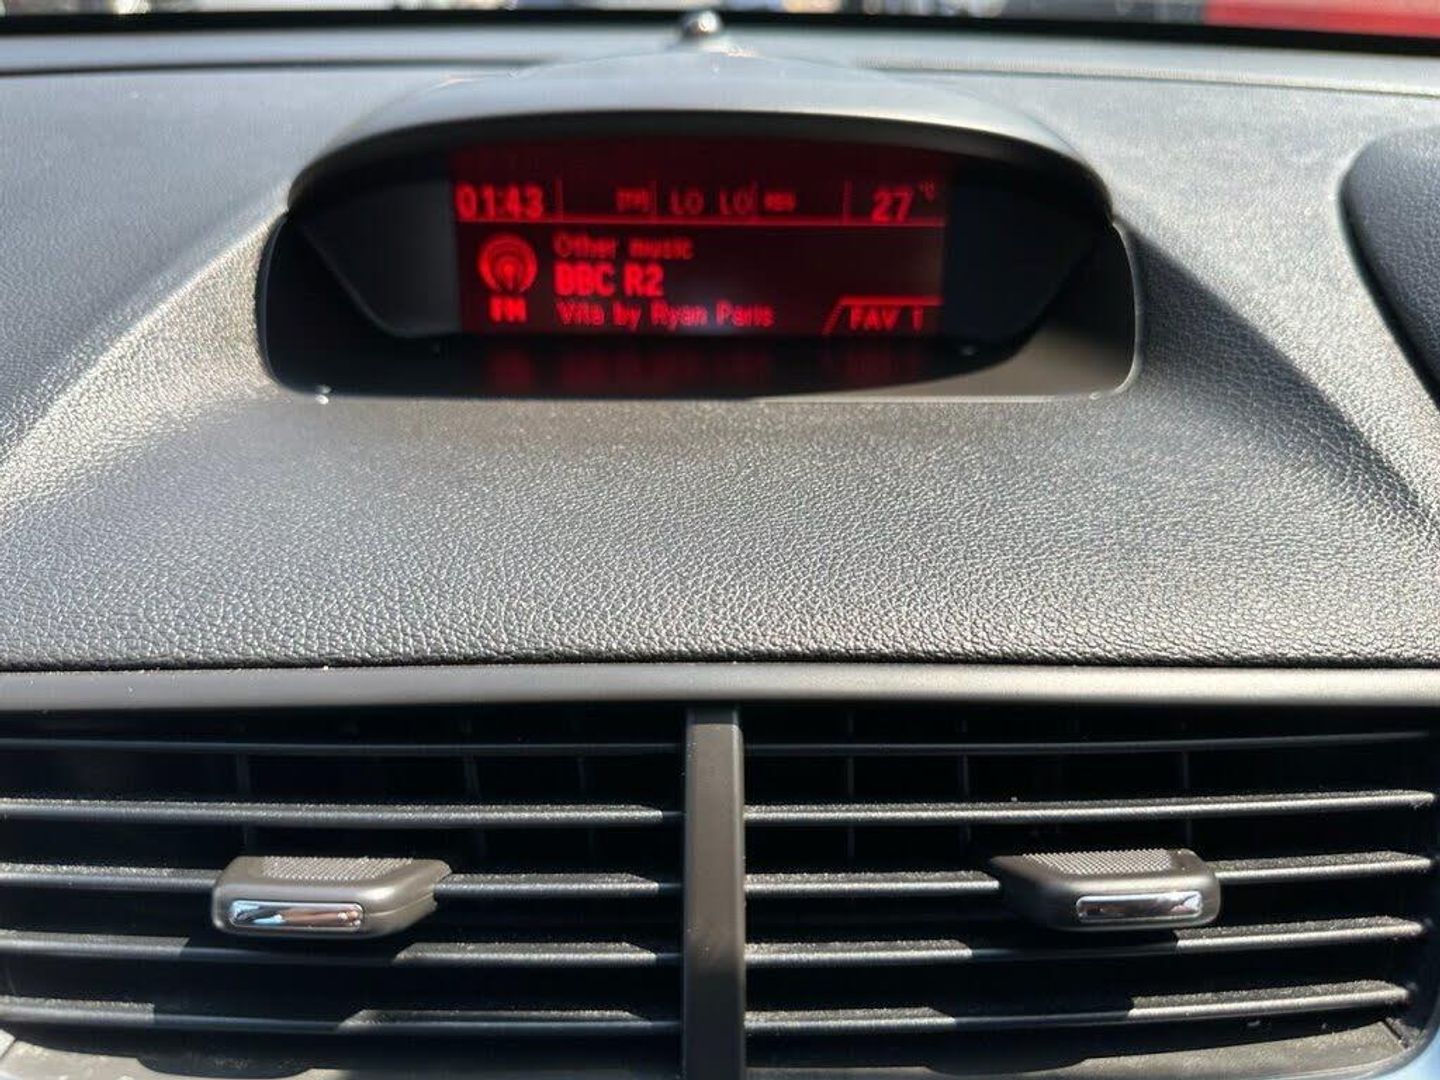 01:43 LO LO 27 °C
Other music
BBC R2
FM Vita by Ryan Paris
FAV 1